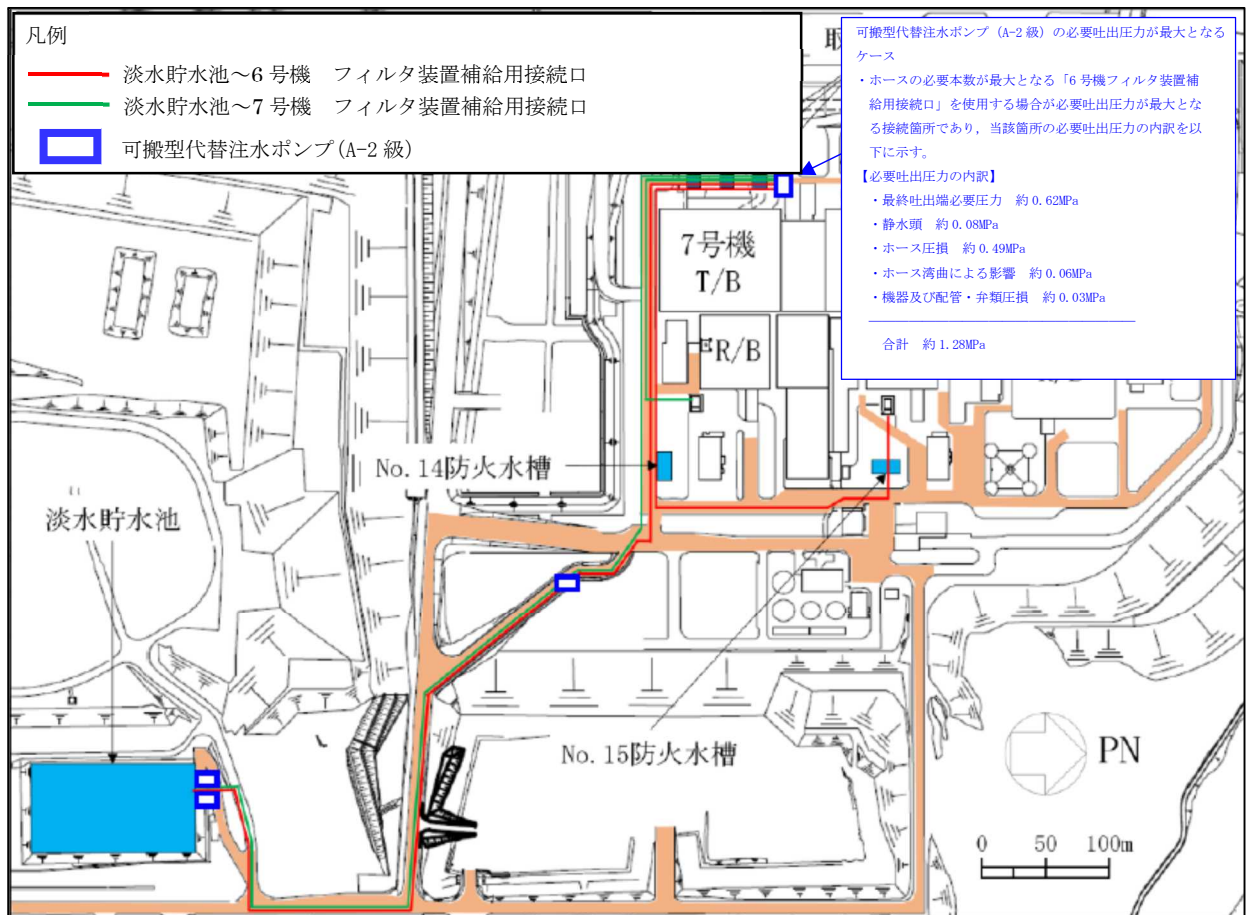 凡例
淡水貯水池～6 号機　フィルタ装置補給用接続口
淡水貯水池～7 号機　フィルタ装置補給用接続口
可搬型代替注水ポンプ(A-2 級)
取
可搬型代替注水ポンプ（A-2 級）の必要吐出圧力が最大となる
ケース
・ホースの必要本数が最大となる「6 号機フィルタ装置補
給用接続口」を使用する場合が必要吐出圧力が最大とな
る接続箇所であり，当該箇所の必要吐出圧力の内訳を以
下に示す。
【必要吐出圧力の内訳】
・最終吐出端必要圧力　約 0.62MPa
・静水頭　約 0.08MPa
・ホース圧損　約 0.49MPa
・ホース湾曲による影響　約 0.06MPa
・機器及び配管・弁類圧損　約 0.03MPa
合計　約 1.28MPa
7号機
T/B
R/B
No. 14防火水槽
淡水貯水池
No. 15防火水槽
PN
0 50 100m